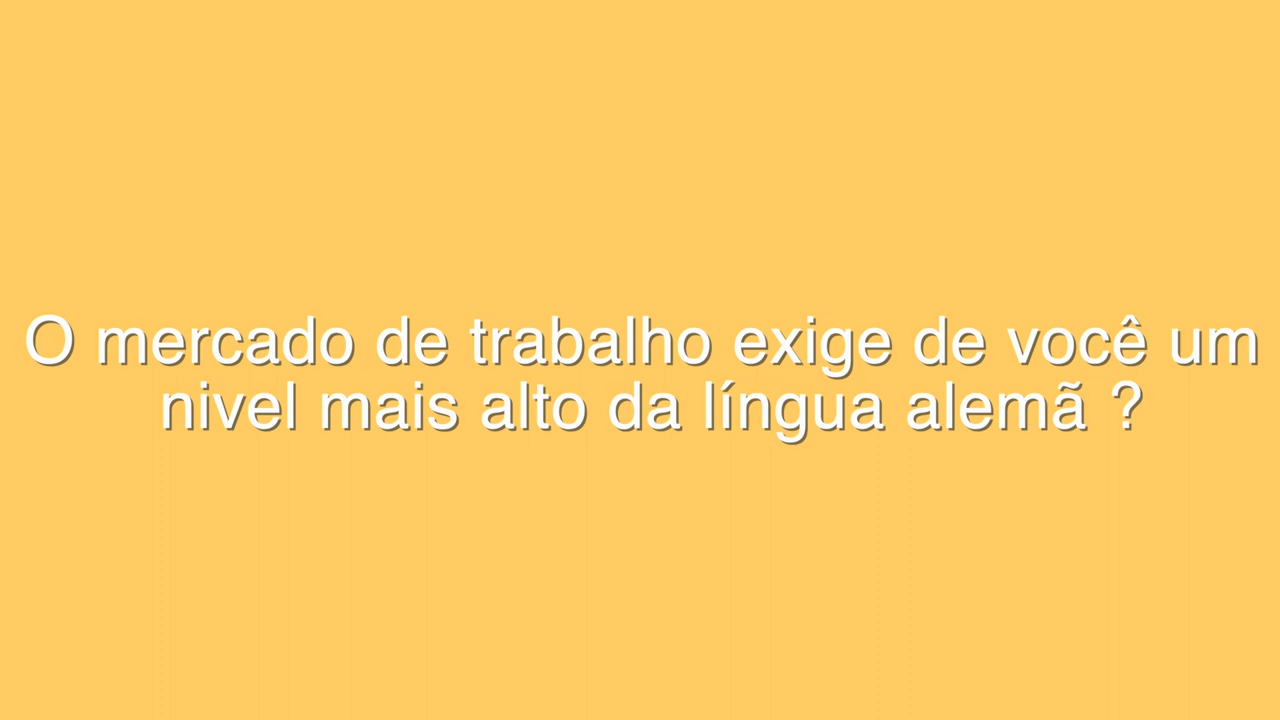 O mercado de trabalho exige de você um
nivel mais alto da língua alemã ?